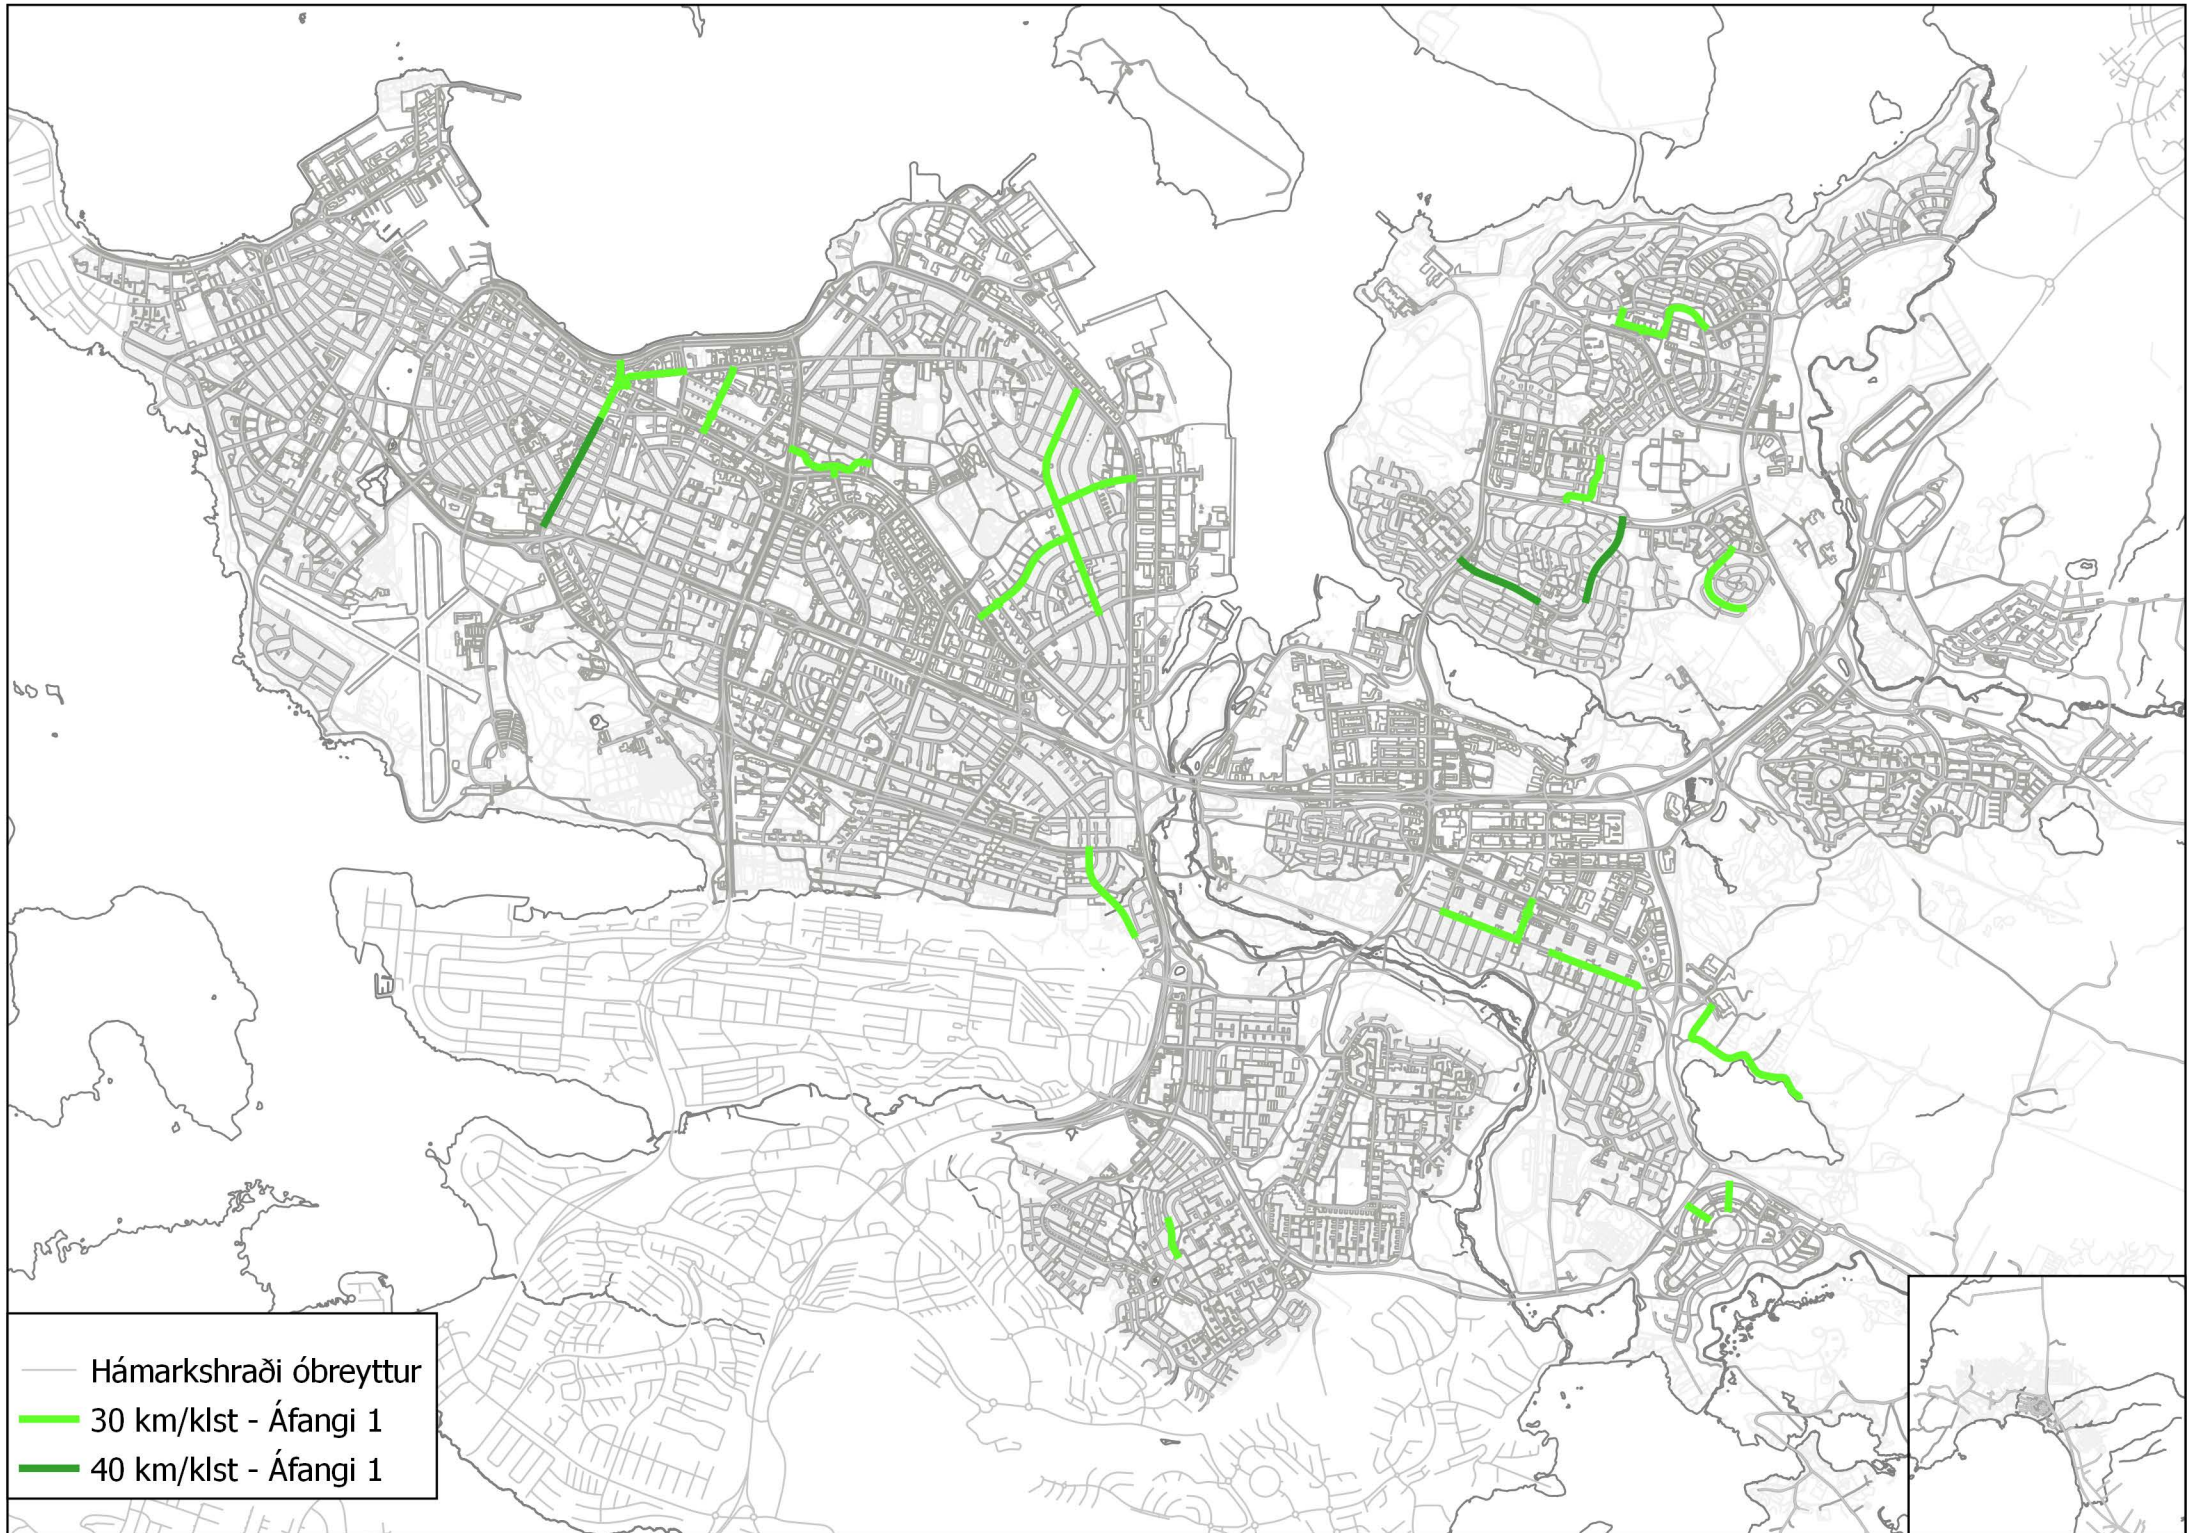 Hámarkshraði óbreyttur
30 km/klst - Áfangi 1
40 km/klst - Áfangi 1